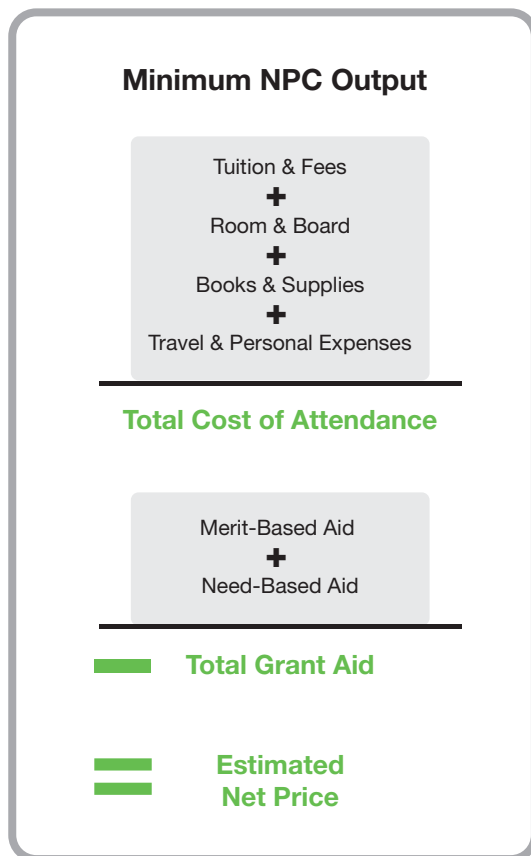 Minimum NPC Output
Tuition & Fees
+
Room & Board
+
Books & Supplies
+
Travel & Personal Expenses
Total Cost of Attendance
Merit-Based Aid
+
Need-Based Aid
− Total Grant Aid
= Estimated
Net Price